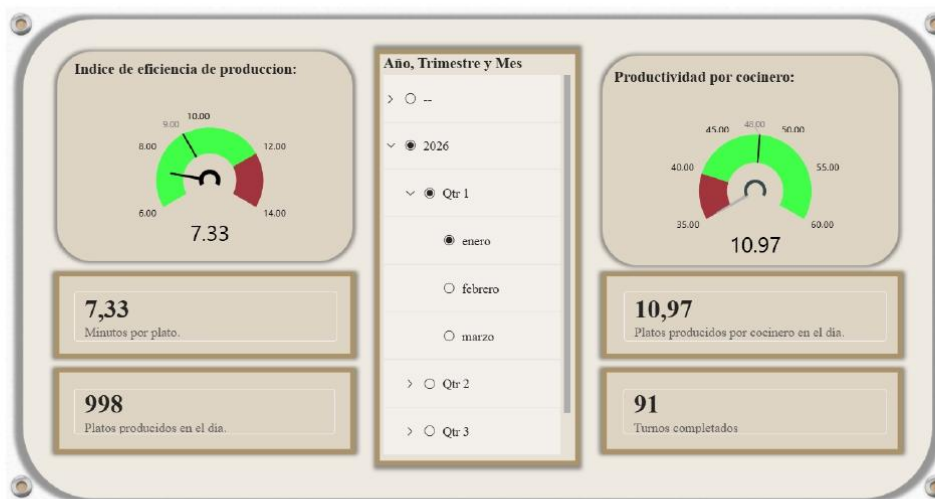 Indice de eficiencia de produccion:
10.00
9.00
8.00
12.00
6.00
14.00
7.33
7,33
Minutos por plato.
998
Platos producidos en el dia.
Año, Trimestre y Mes
--
2026
Qtr 1
enero
febrero
marzo
Qtr 2
Qtr 3
Productividad por cocinero:
48.00
45.00
50.00
40.00
55.00
35.00
60.00
10.97
10,97
Platos producidos por cocinero en el dia.
91
Turnos completados